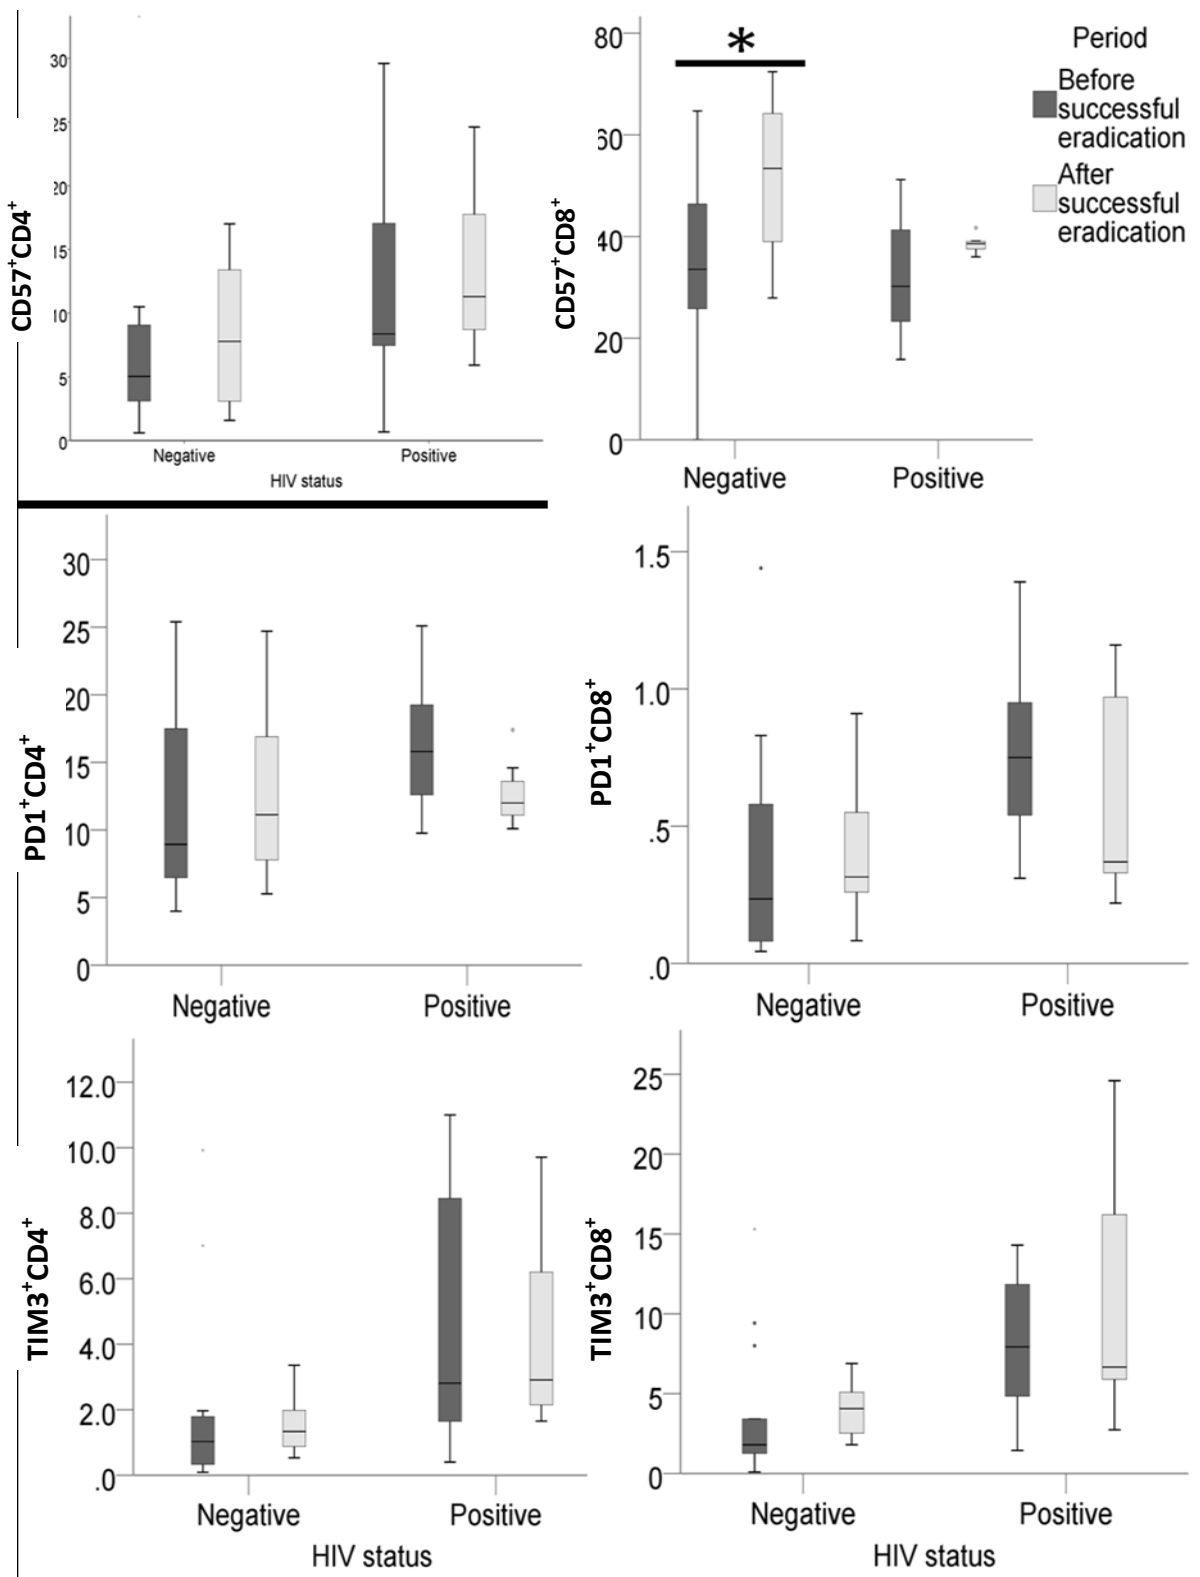 CD57⁺CD4⁺
30
25
20
15
10
5
0
Negative
Positive
HIV status
CD57⁺CD8⁺
80
60
40
20
0
*
Negative
Positive
Period
Before
successful
eradication
After
successful
eradication
PD1⁺CD4⁺
30
25
20
15
10
5
0
Negative
Positive
PD1⁺CD8⁺
1.5
1.0
.5
.0
Negative
Positive
TIM3⁺CD4⁺
12.0
10.0
8.0
6.0
4.0
2.0
.0
Negative
Positive
HIV status
TIM3⁺CD8⁺
25
20
15
10
5
0
Negative
Positive
HIV status